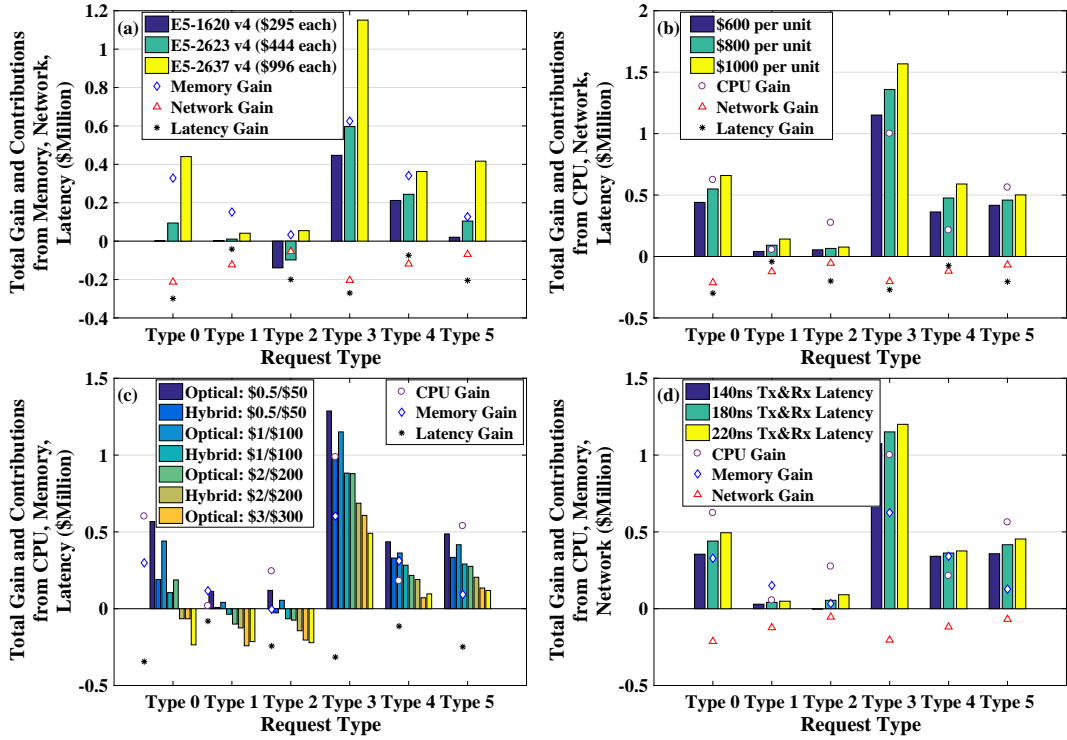 (a)
E5-1620 v4 ($295 each)
E5-2623 v4 ($444 each)
E5-2637 v4 ($996 each)
Memory Gain
Network Gain
Latency Gain
Total Gain and Contributions
from Memory, Network,
Latency ($Million)
1.2
1
0.8
0.6
0.4
0.2
0
-0.2
-0.4
Type 0 Type 1 Type 2 Type 3 Type 4 Type 5
Request Type
(b)
$600 per unit
$800 per unit
$1000 per unit
CPU Gain
Network Gain
Latency Gain
Total Gain and Contributions
from CPU, Network,
Latency ($Million)
2
1.5
1
0.5
0
-0.5
Type 0 Type 1 Type 2 Type 3 Type 4 Type 5
Request Type
(c)
Optical: $0.5/$50
Hybrid: $0.5/$50
Optical: $1/$100
Hybrid: $1/$100
Optical: $2/$200
Hybrid: $2/$200
Optical: $3/$300
CPU Gain
Memory Gain
Latency Gain
Total Gain and Contributions
from CPU, Memory,
Latency ($Million)
1.5
1
0.5
0
-0.5
Type 0 Type 1 Type 2 Type 3 Type 4 Type 5
Request Type
(d)
140ns Tx&Rx Latency
180ns Tx&Rx Latency
220ns Tx&Rx Latency
CPU Gain
Memory Gain
Network Gain
Total Gain and Contributions
from CPU, Memory,
Network ($Million)
1.5
1
0.5
0
-0.5
Type 0 Type 1 Type 2 Type 3 Type 4 Type 5
Request Type